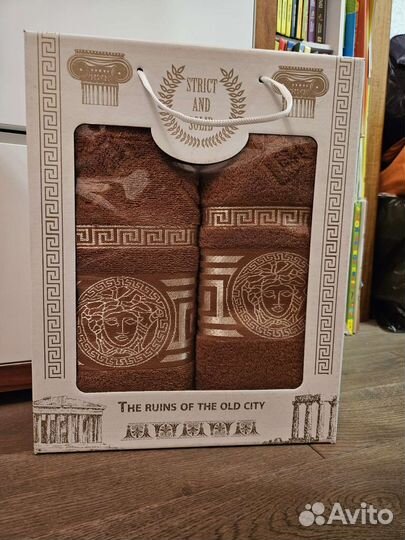 STRICT
AND
SOLID
THE RUINS OF THE OLD CITY
Avito